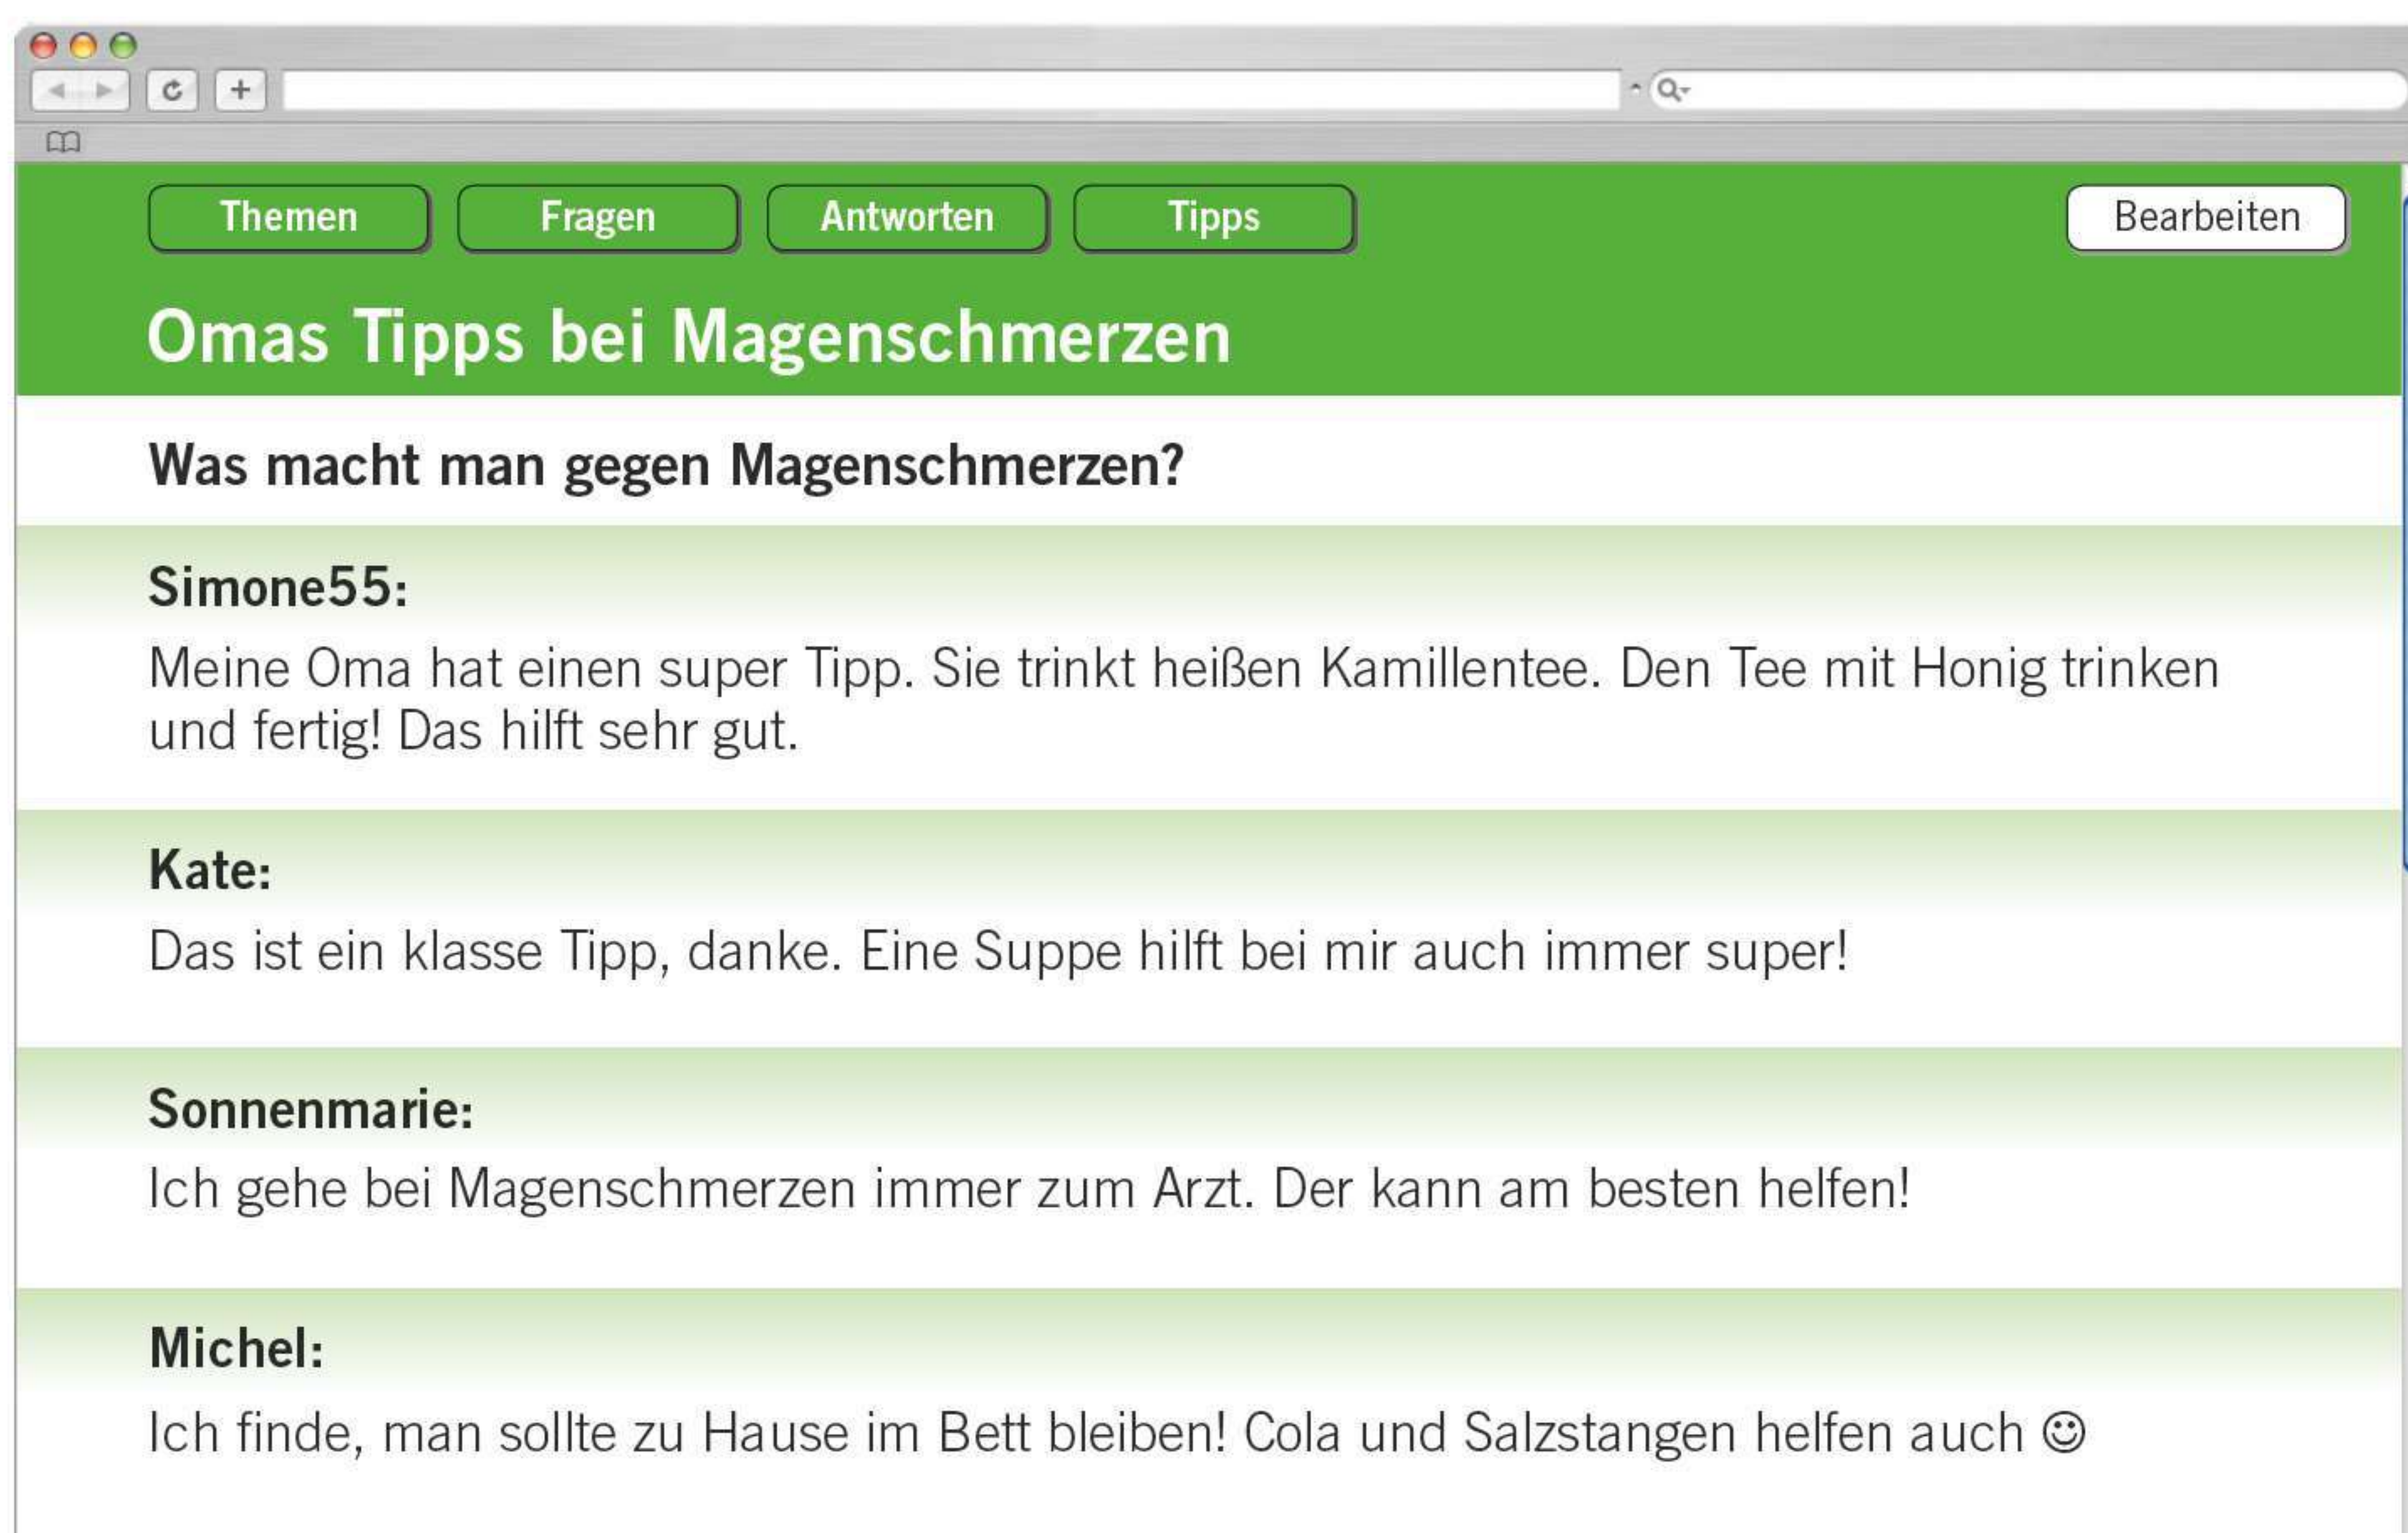 Themen Fragen Antworten Tipps Bearbeiten
Omas Tipps bei Magenschmerzen
Was macht man gegen Magenschmerzen?
Simone55:
Meine Oma hat einen super Tipp. Sie trinkt heißen Kamillentee. Den Tee mit Honig trinken
und fertig! Das hilft sehr gut.
Kate:
Das ist ein klasse Tipp, danke. Eine Suppe hilft bei mir auch immer super!
Sonnenmarie:
Ich gehe bei Magenschmerzen immer zum Arzt. Der kann am besten helfen!
Michel:
Ich finde, man sollte zu Hause im Bett bleiben! Cola und Salzstangen helfen auch ☺